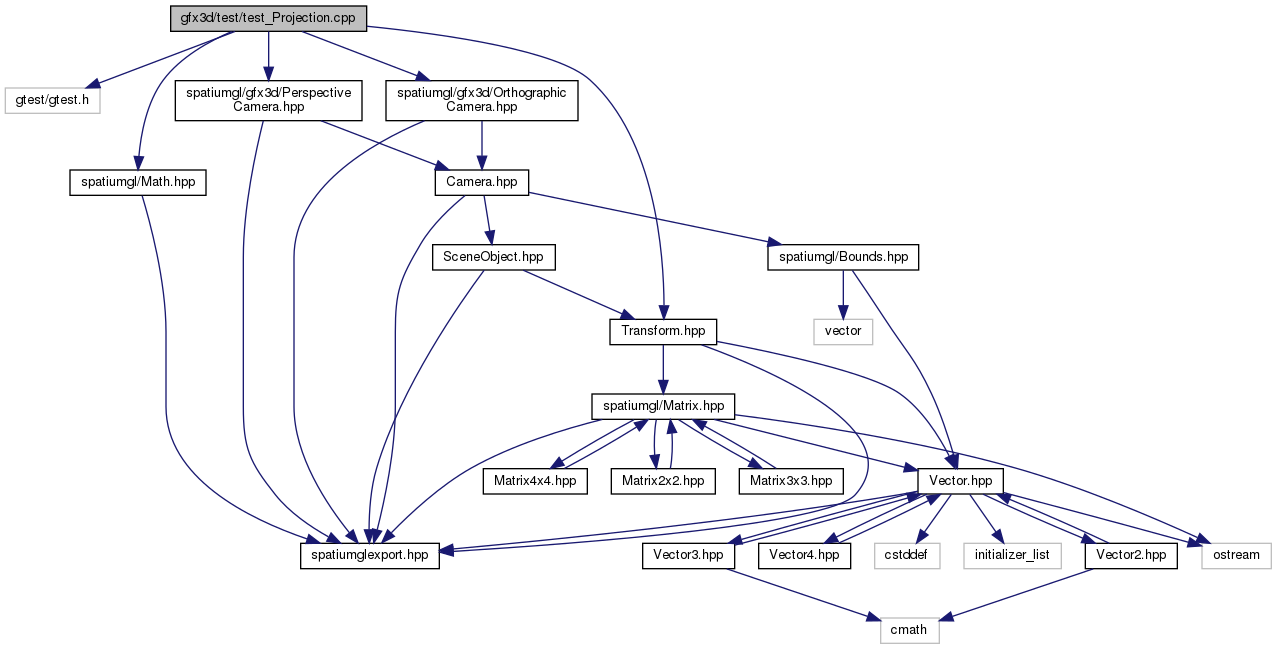 gfx3d/test/test_Projection.cpp
gtest/gtest.h
spatiumgl/gfx3d/Perspective
Camera.hpp
spatiumgl/gfx3d/Orthographic
Camera.hpp
spatiumgl/Math.hpp
Camera.hpp
SceneObject.hpp
spatiumgl/Bounds.hpp
Transform.hpp
vector
spatiumgl/Matrix.hpp
Matrix4x4.hpp
Matrix2x2.hpp
Matrix3x3.hpp
Vector.hpp
spatiumglexport.hpp
Vector3.hpp
Vector4.hpp
cstddef
initializer_list
Vector2.hpp
ostream
cmath